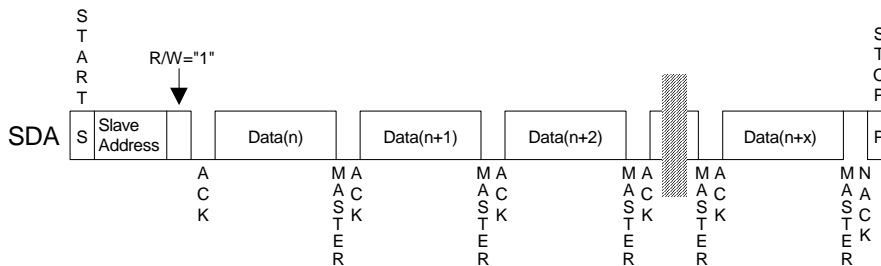 START
STOP
R/W="1"
SDA
S
Slave
Address
Data(n)
Data(n+1)
Data(n+2)
Data(n+x)
P
ACK
MASTER
ACK
MASTER
ACK
MASTER
ACK
MASTER
ACK
MASTER
NACK